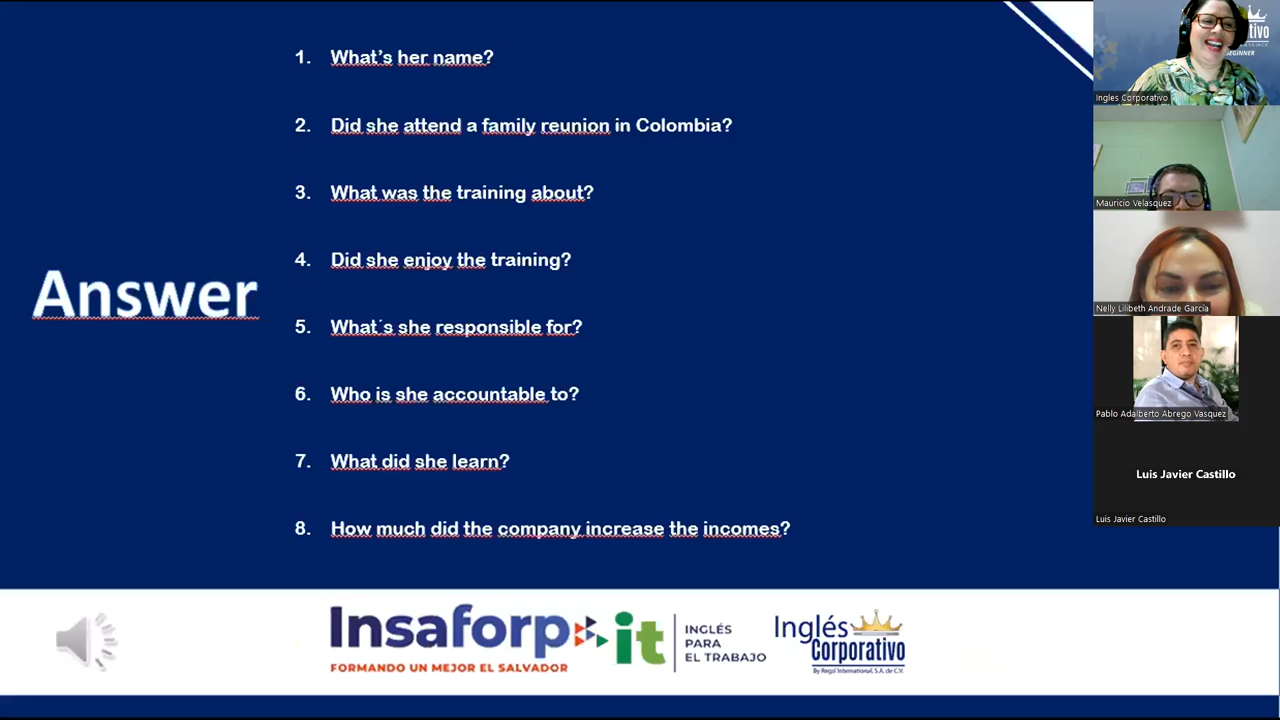 1. What's her name?
2. Did she attend a family reunion in Colombia?
3. What was the training about?
4. Did she enjoy the training?
Answer
5. What´s she responsible for?
6. Who is she accountable to?
7. What did she learn?
8. How much did the company increase the incomes?
Insaforp
FORMANDO UN MEJOR EL SALVADOR
it
INGLÉS
PARA
EL TRABAJO
Inglés
Corporativo
By Regal International, S.A. de C.V.
Ingles Corporativo
Mauricio Velasquez
Nelly Lilibeth Andrade García
Pablo Adalberto Abrego Vasquez
Luis Javier Castillo
Luis Javier Castillo